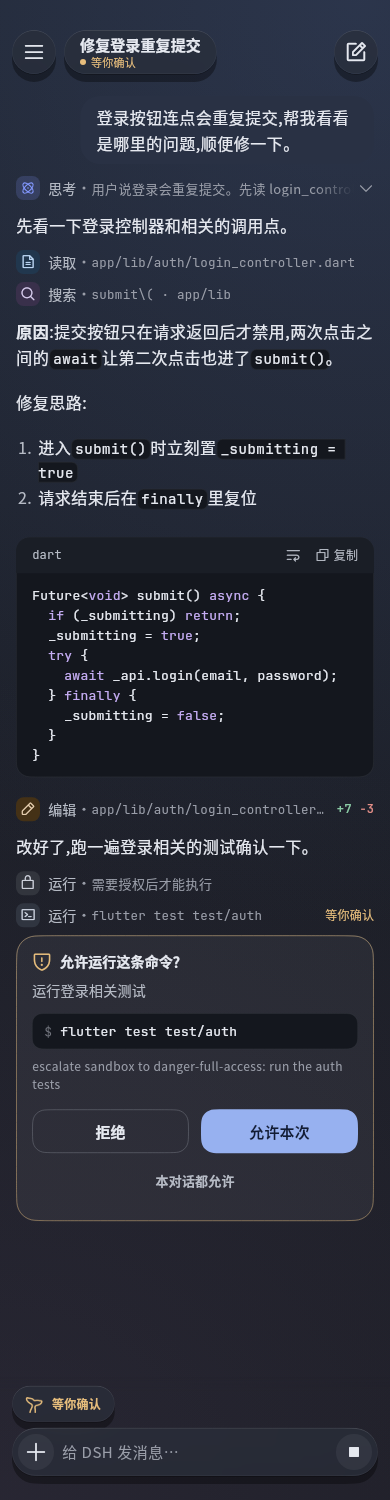 修复登录重复提交
等你确认
登录按钮连点会重复提交,帮我看看
是哪里的问题,顺便修一下。
思考 · 用户说登录会重复提交。先读 login_contro
先看一下登录控制器和相关的调用点。
读取 · app/lib/auth/login_controller.dart
搜索 · submit\( · app/lib
原因:提交按钮只在请求返回后才禁用,两次点击之
间的 await 让第二次点击也进了 submit()。
修复思路:
1. 进入 submit() 时立刻置 _submitting =
true
2. 请求结束后在 finally 里复位
dart 复制
Future<void> submit() async {
if (_submitting) return;
_submitting = true;
try {
await _api.login(email, password);
} finally {
_submitting = false;
}
}
编辑 · app/lib/auth/login_controller… +7 -3
改好了,跑一遍登录相关的测试确认一下。
运行 · 需要授权后才能执行
运行 · flutter test test/auth 等你确认
允许运行这条命令?
运行登录相关测试
$ flutter test test/auth
escalate sandbox to danger-full-access: run the auth
tests
拒绝 允许本次
本对话都允许
等你确认
给 DSH 发消息…